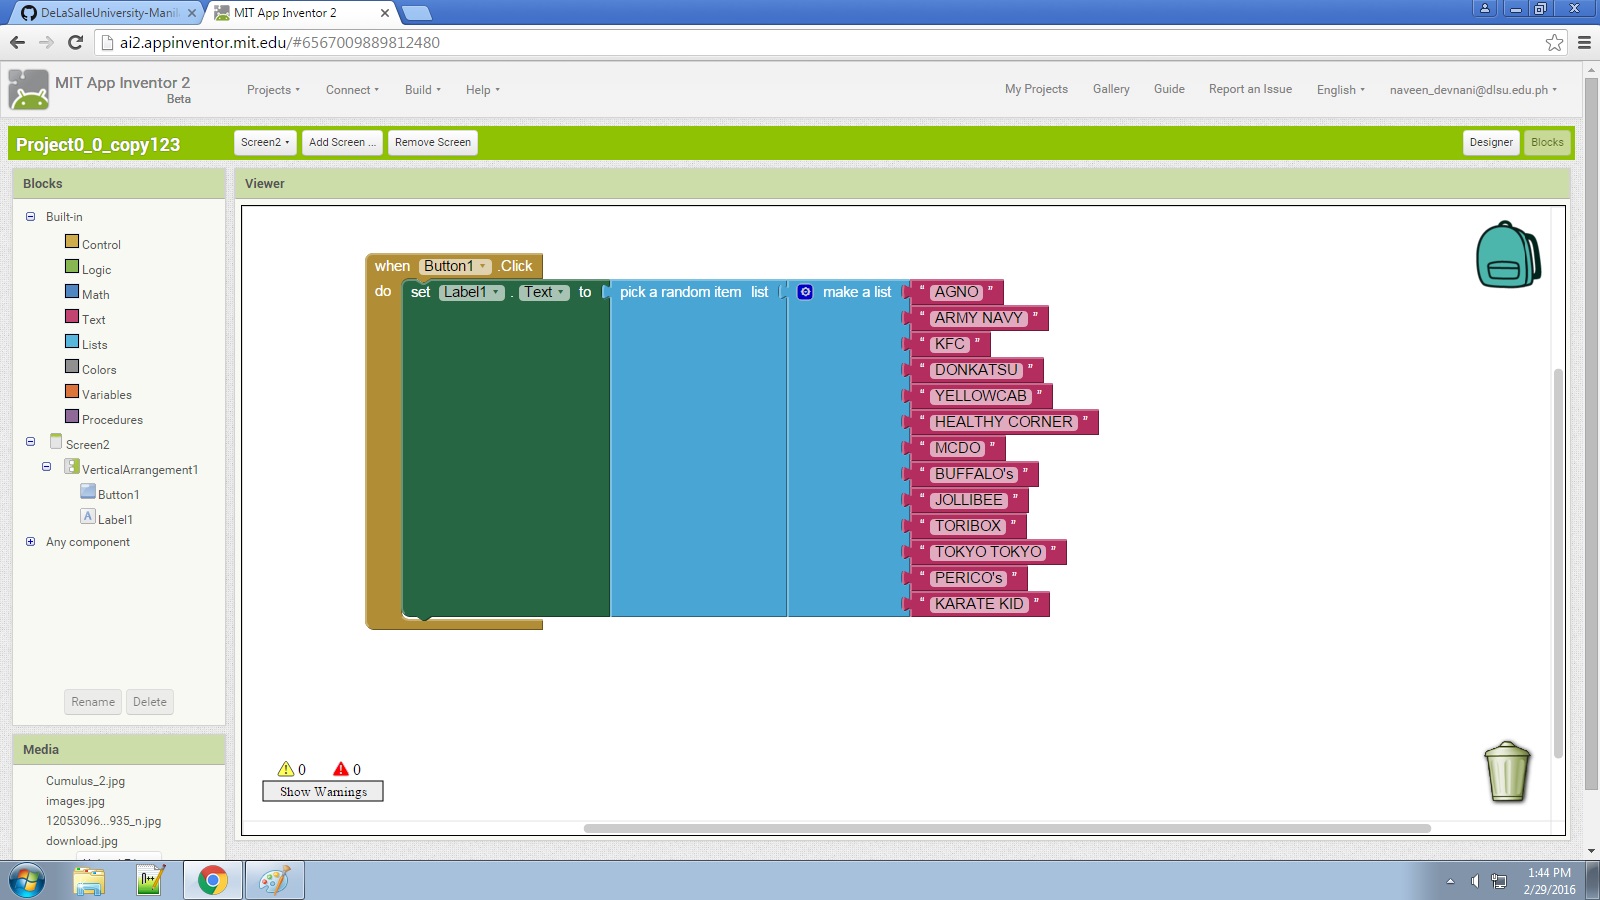 DeLaSalleUniversity-Manil
MIT App Inventor 2
ai2.appinventor.mit.edu/#6567009889812480
MIT App Inventor 2
Beta
Projects
Connect
Build
Help
My Projects
Gallery
Guide
Report an Issue
English
naveen_devnani@dlsu.edu.ph
Project0_0_copy123
Screen2
Add Screen ...
Remove Screen
Designer
Blocks
Blocks
Built-in
Control
Logic
Math
Text
Lists
Colors
Variables
Procedures
Screen2
VerticalArrangement1
Button1
A Label1
Any component
Rename Delete
Media
Cumulus_2.jpg
images.jpg
12053096...935_n.jpg
download.jpg
Viewer
when Button1 .Click
do set Label1 . Text to pick a random item list make a list " AGNO "
" ARMY NAVY "
" KFC "
" DONKATSU "
" YELLOWCAB "
" HEALTHY CORNER "
" MCDO "
" BUFFALO's "
" JOLLIBEE "
" TORIBOX "
" TOKYO TOKYO "
" PERICO's "
" KARATE KID "
0 0
Show Warnings
1:44 PM
2/29/2016